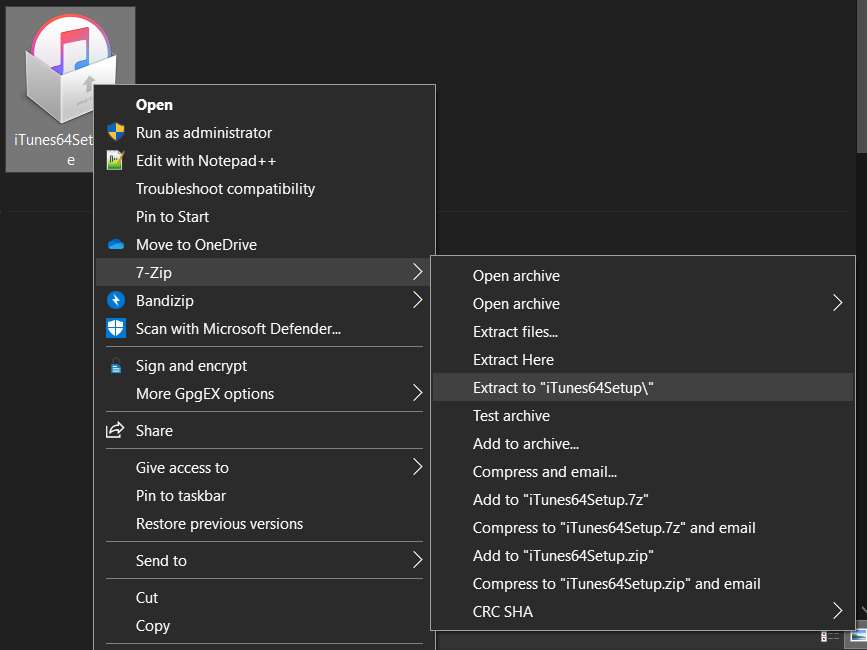 iTunes64Set
e
Open
Run as administrator
Edit with Notepad++
Troubleshoot compatibility
Pin to Start
Move to OneDrive
7-Zip
Bandizip
Scan with Microsoft Defender...
Sign and encrypt
More GpgEX options
Share
Give access to
Pin to taskbar
Restore previous versions
Send to
Cut
Copy
Open archive
Open archive
Extract files...
Extract Here
Extract to "iTunes64Setup\"
Test archive
Add to archive...
Compress and email...
Add to "iTunes64Setup.7z"
Compress to "iTunes64Setup.7z" and email
Add to "iTunes64Setup.zip"
Compress to "iTunes64Setup.zip" and email
CRC SHA